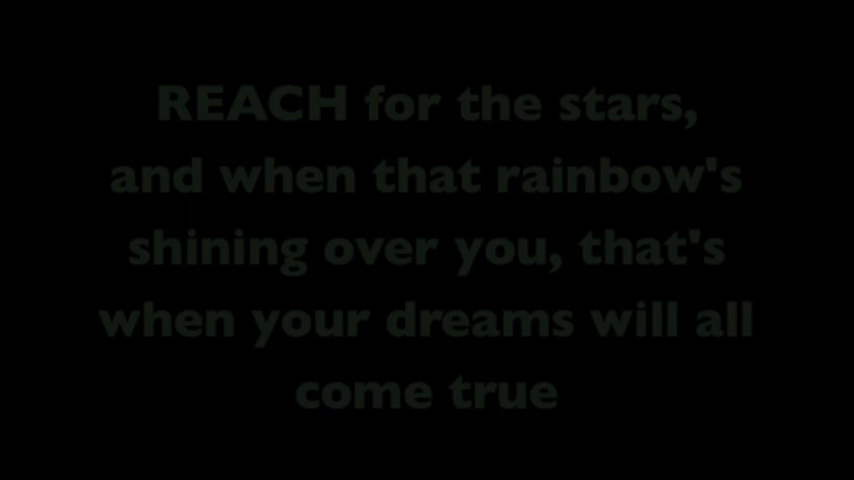 REACH for the stars,
and when that rainbow's
shining over you, that's
when your dreams will all
come true